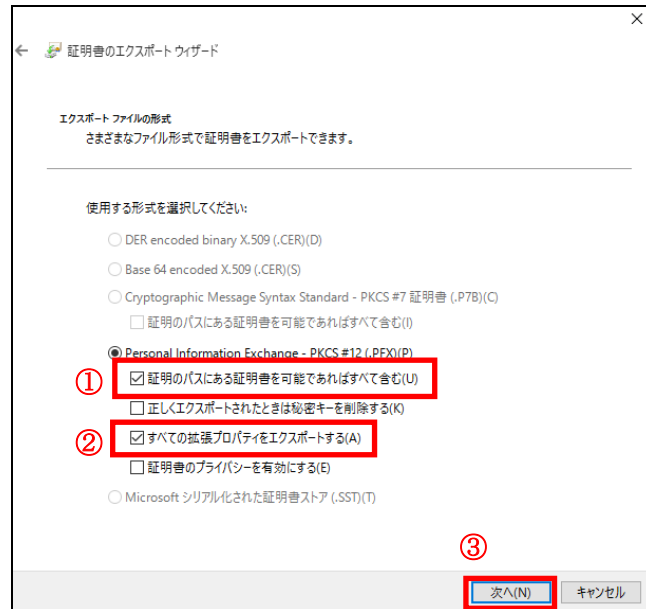 証明書のエクスポート ウィザード
エクスポート ファイルの形式
さまざまなファイル形式で証明書をエクスポートできます。
使用する形式を選択してください:
DER encoded binary X.509 (.CER)(D)
Base 64 encoded X.509 (.CER)(S)
Cryptographic Message Syntax Standard - PKCS #7 証明書 (.P7B)(C)
証明のパスにある証明書を可能であればすべて含む(I)
Personal Information Exchange - PKCS #12 (.PFX)(P)
① 証明のパスにある証明書を可能であればすべて含む(U)
正しくエクスポートされたときは秘密キーを削除する(K)
② すべての拡張プロパティをエクスポートする(A)
証明書のプライバシーを有効にする(E)
Microsoft シリアル化された証明書ストア (.SST)(T)
③
次へ(N) キャンセル